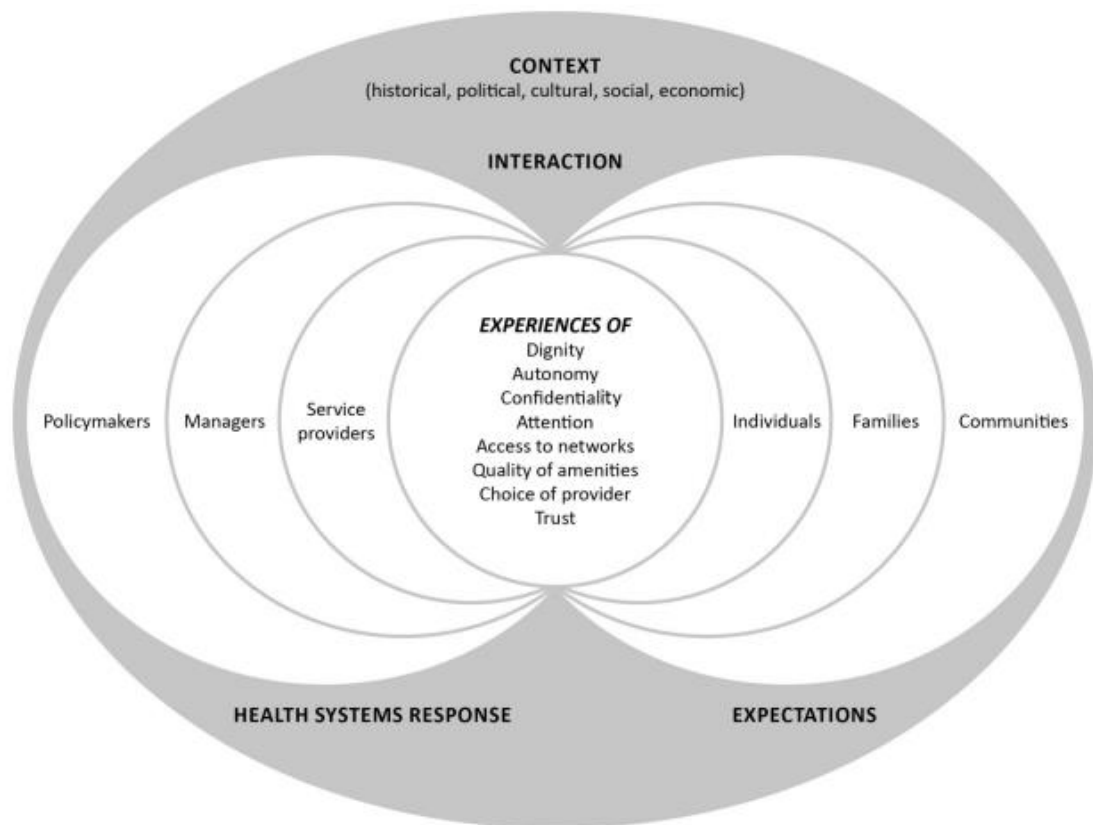 CONTEXT
(historical, political, cultural, social, economic)
INTERACTION
EXPERIENCES OF
Dignity
Autonomy
Confidentiality
Attention
Access to networks
Quality of amenities
Choice of provider
Trust
Policymakers
Managers
Service
providers
Individuals
Families
Communities
HEALTH SYSTEMS RESPONSE
EXPECTATIONS